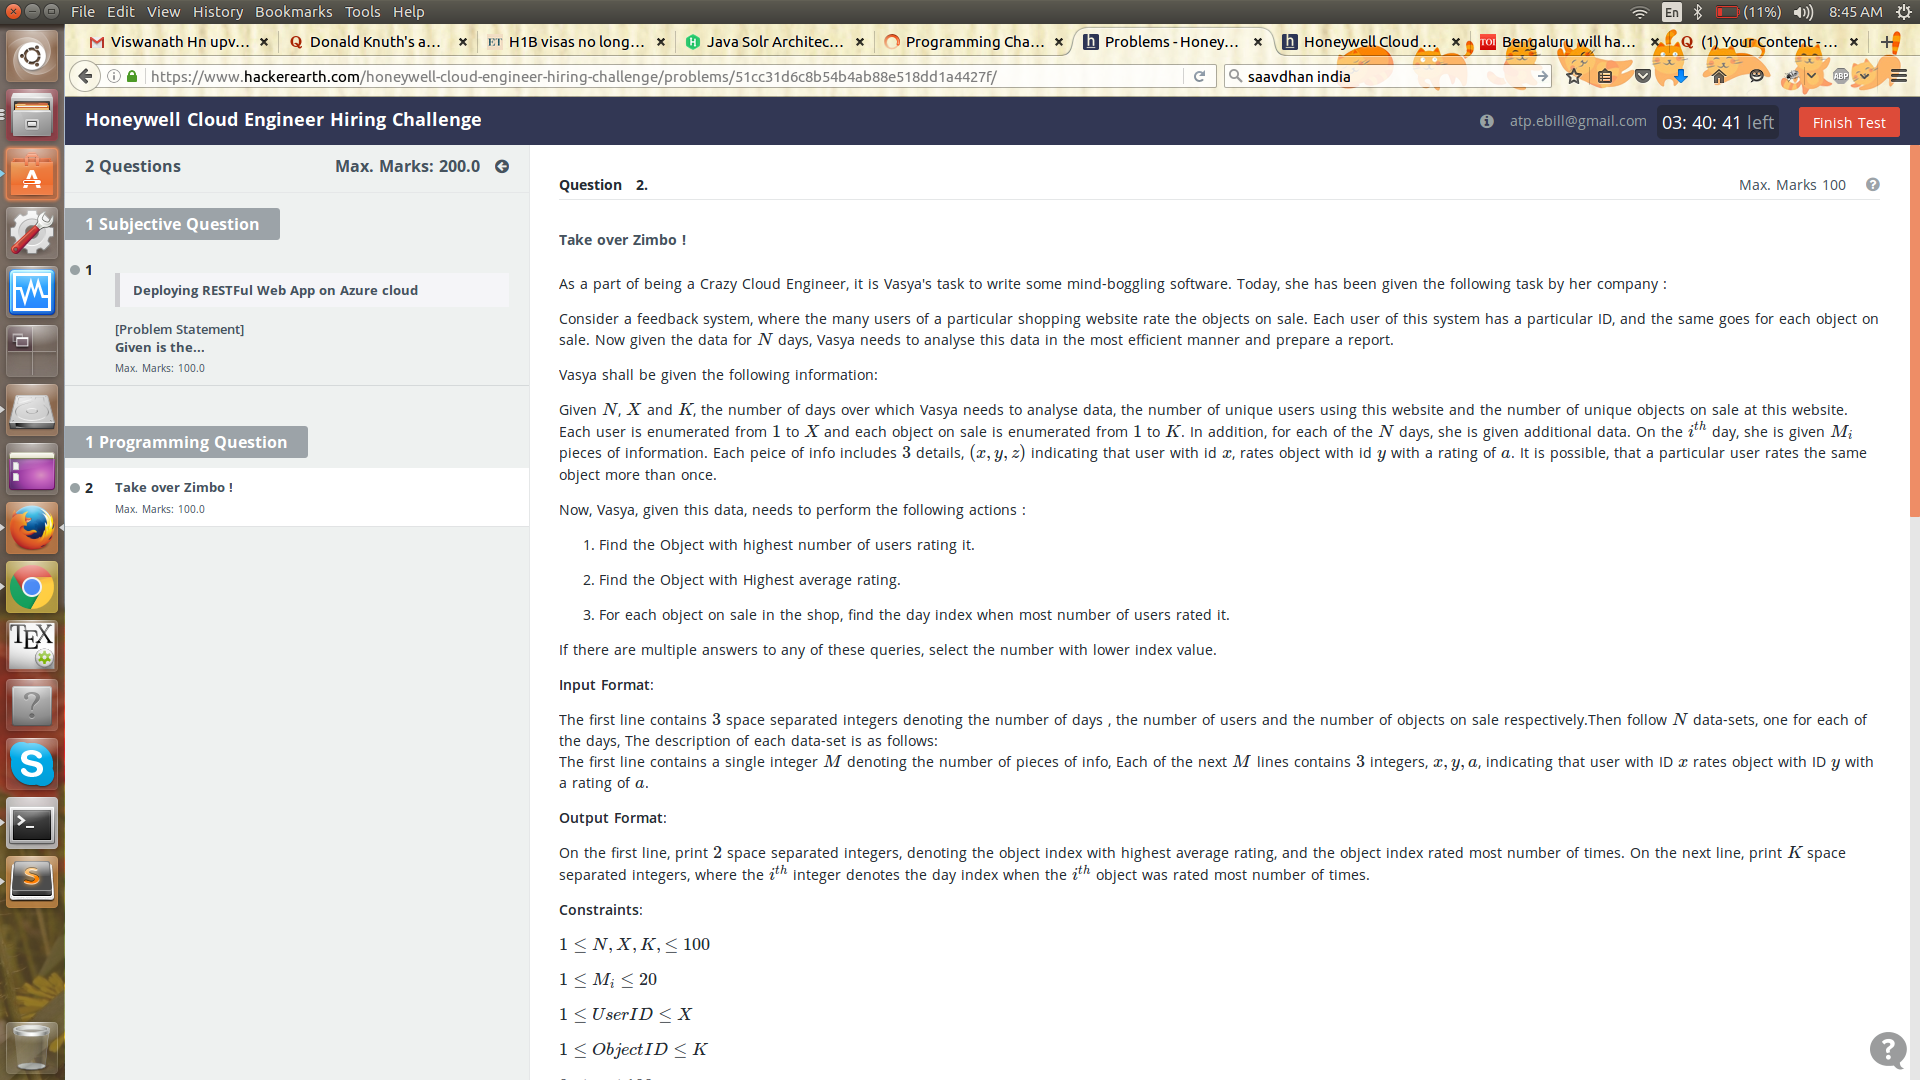 File Edit View History Bookmarks Tools Help
En (11%) 8:45 AM
Viswanath Hn upv... × Donald Knuth's a... × ET H1B visas no long... × Java Solr Architec... × Programming Cha... × Problems - Honey... × Honeywell Cloud ... × TOI Bengaluru will ha... × (1) Your Content - ... ×
https://www.hackerearth.com/honeywell-cloud-engineer-hiring-challenge/problems/51cc31d6c8b54b4ab88e518dd1a4427f/ saavdhan india ABP
Honeywell Cloud Engineer Hiring Challenge atp.ebill@gmail.com 03: 40: 41 left Finish Test
2 Questions Max. Marks: 200.0
1 Subjective Question
1
Deploying RESTFul Web App on Azure cloud
[Problem Statement]
Given is the...
Max. Marks: 100.0
1 Programming Question
2 Take over Zimbo !
Max. Marks: 100.0
Question 2. Max. Marks 100
Take over Zimbo !
As a part of being a Crazy Cloud Engineer, it is Vasya's task to write some mind-boggling software. Today, she has been given the following task by her company :
Consider a feedback system, where the many users of a particular shopping website rate the objects on sale. Each user of this system has a particular ID, and the same goes for each object on
sale. Now given the data for N days, Vasya needs to analyse this data in the most efficient manner and prepare a report.
Vasya shall be given the following information:
Given N, X and K, the number of days over which Vasya needs to analyse data, the number of unique users using this website and the number of unique objects on sale at this website.
Each user is enumerated from 1 to X and each object on sale is enumerated from 1 to K. In addition, for each of the N days, she is given additional data. On the i^th day, she is given M_i
pieces of information. Each peice of info includes 3 details, (x, y, z) indicating that user with id x, rates object with id y with a rating of a. It is possible, that a particular user rates the same
object more than once.
Now, Vasya, given this data, needs to perform the following actions :
1. Find the Object with highest number of users rating it.
2. Find the Object with Highest average rating.
3. For each object on sale in the shop, find the day index when most number of users rated it.
If there are multiple answers to any of these queries, select the number with lower index value.
Input Format:
The first line contains 3 space separated integers denoting the number of days , the number of users and the number of objects on sale respectively.Then follow N data-sets, one for each of
the days, The description of each data-set is as follows:
The first line contains a single integer M denoting the number of pieces of info, Each of the next M lines contains 3 integers, x, y, a, indicating that user with ID x rates object with ID y with
a rating of a.
Output Format:
On the first line, print 2 space separated integers, denoting the object index with highest average rating, and the object index rated most number of times. On the next line, print K space
separated integers, where the i^th integer denotes the day index when the i^th object was rated most number of times.
Constraints:
1 ≤ N, X, K, ≤ 100
1 ≤ M_i ≤ 20
1 ≤ UserID ≤ X
1 ≤ ObjectID ≤ K